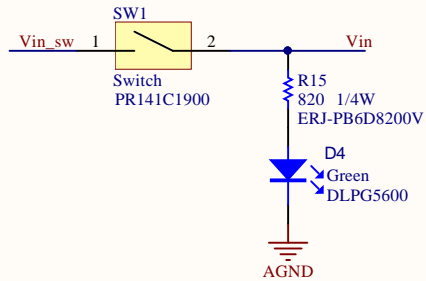 SW1
Vin_sw 1 2 Vin
Switch
PR141C1900
R15
820 1/4W
ERJ-PB6D8200V
D4
Green
DLPG5600
AGND